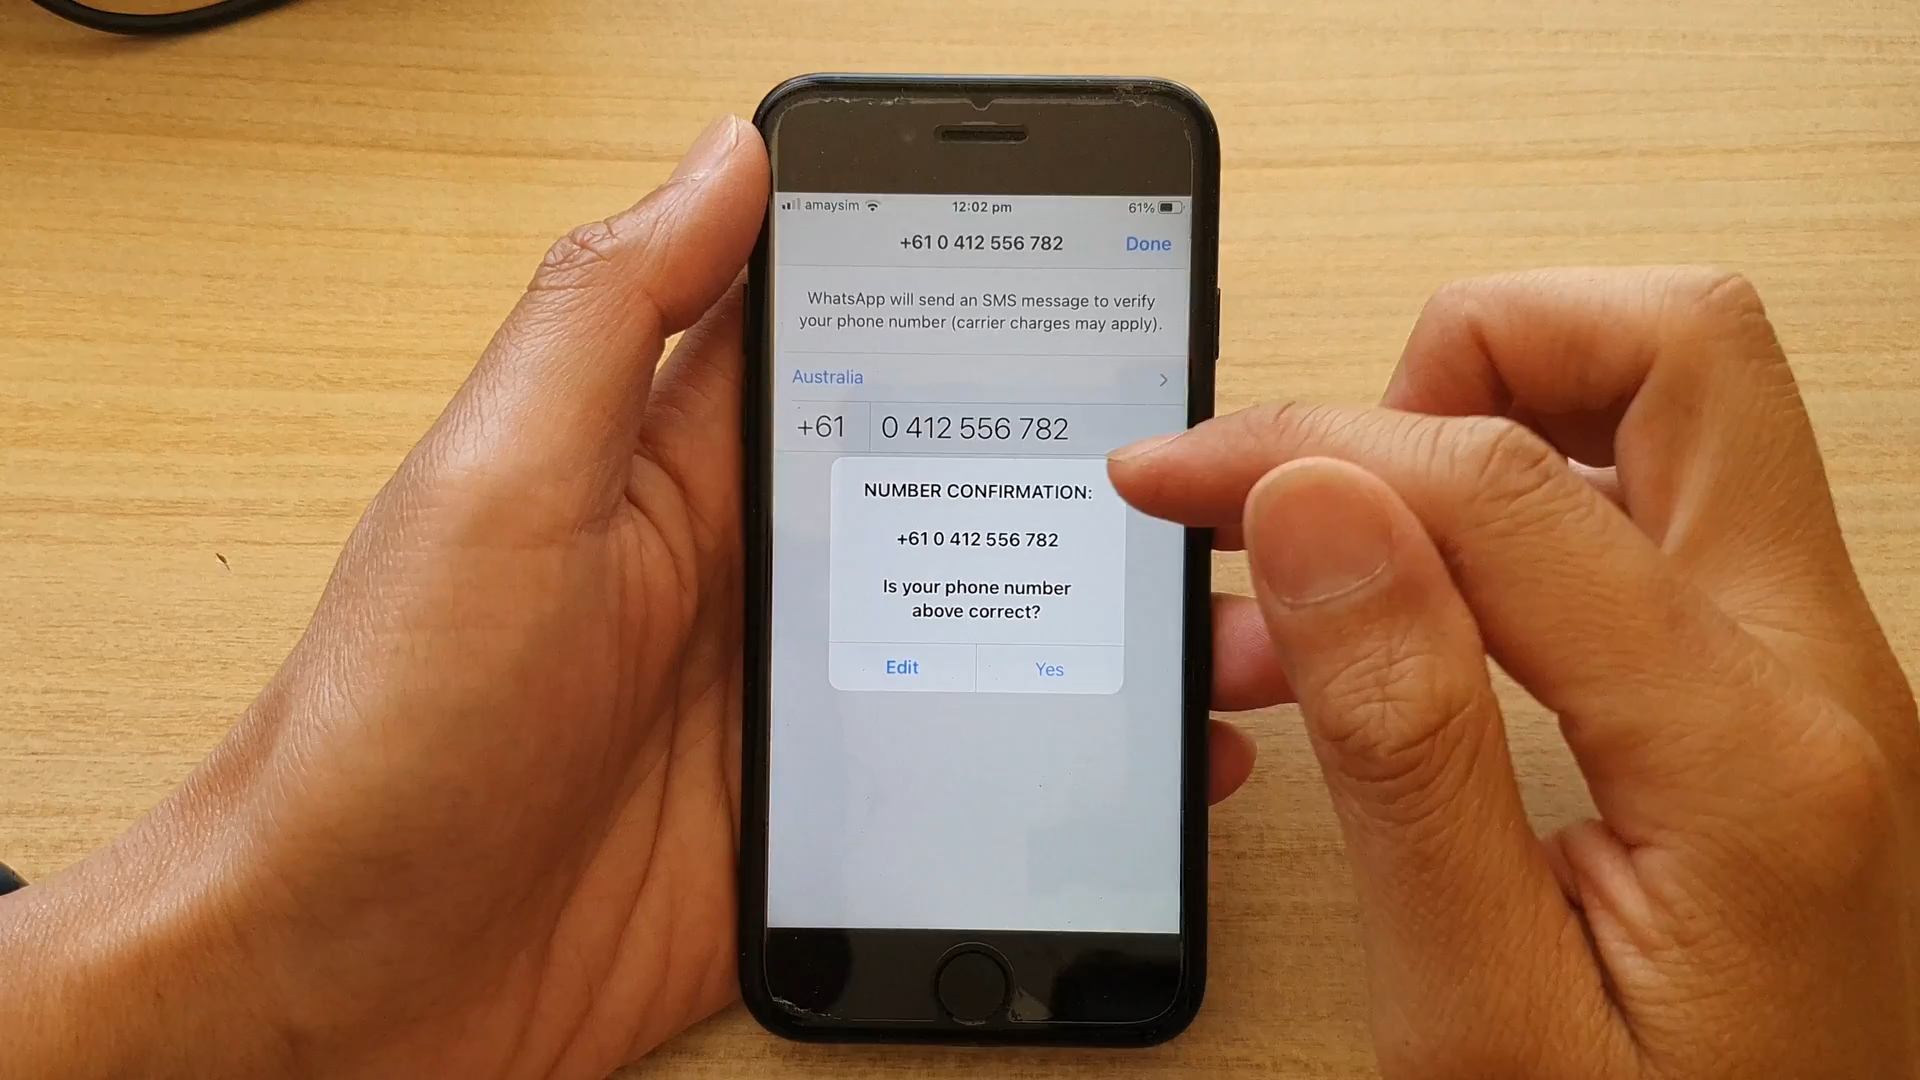 amaysim 12:02 pm 61%
+61 0 412 556 782 Done
WhatsApp will send an SMS message to verify
your phone number (carrier charges may apply).
Australia
+61 0 412 556 782
NUMBER CONFIRMATION:
+61 0 412 556 782
Is your phone number
above correct?
Edit Yes